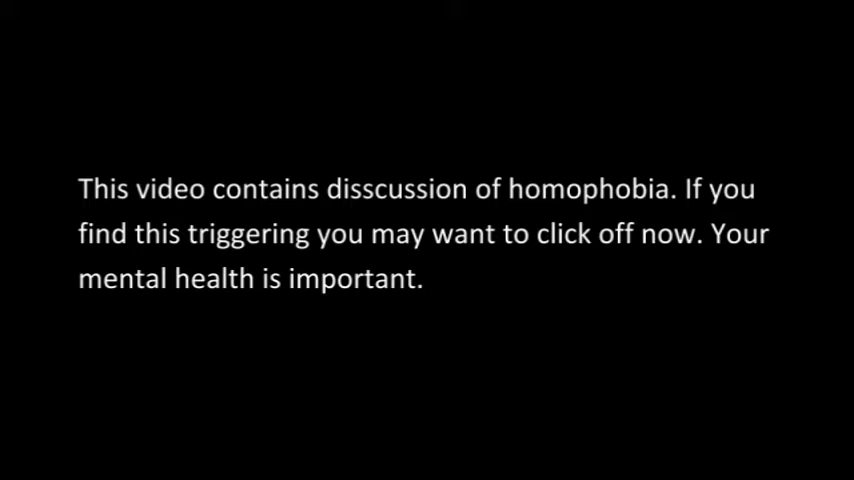 This video contains disscussion of homophobia. If you
find this triggering you may want to click off now. Your
mental health is important.